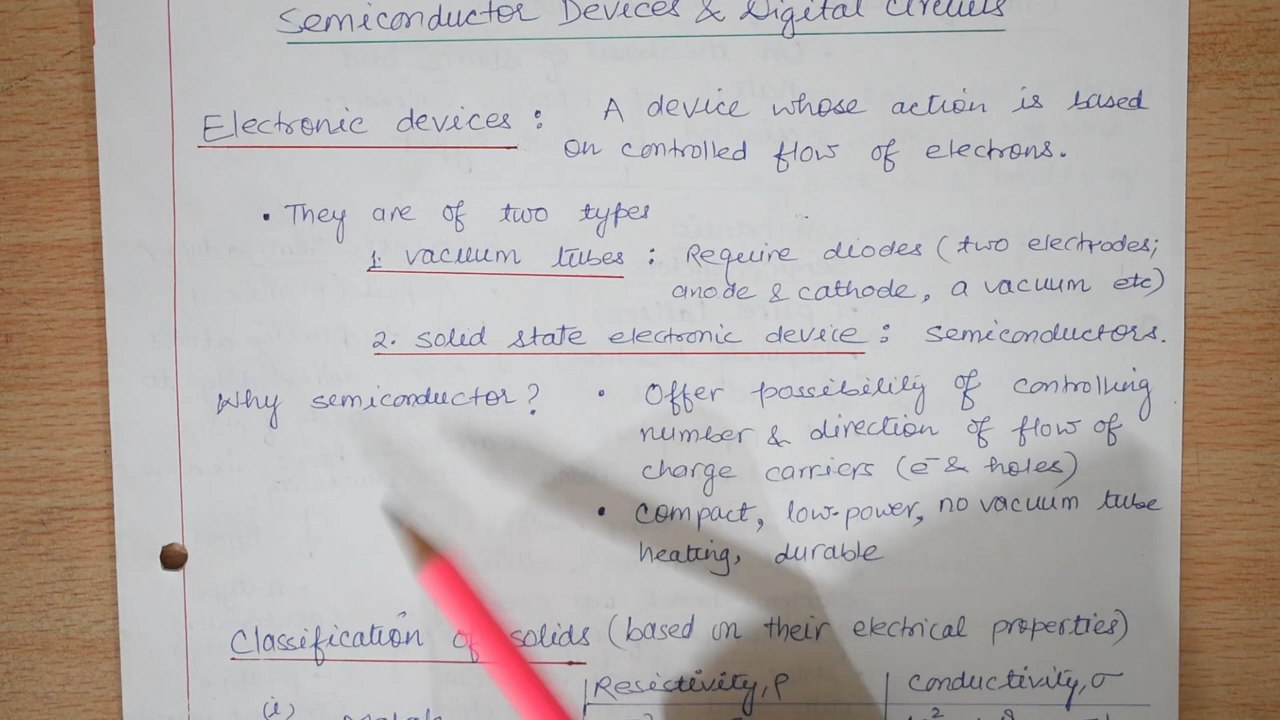 Semiconductor Devices & Digital Circuits
Electronic devices : A device whose action is based
on controlled flow of electrons.
• They are of two types
1. vacuum tubes : Require diodes (two electrodes;
anode & cathode, a vacuum etc)
2. solid state electronic device : semiconductors.
Why semiconductor? • Offer possibility of controlling
number & direction of flow of
charge carriers (e⁻ & holes)
• compact, low-power, no vacuum tube
heating, durable
Classification of solids (based on their electrical properties)
Resistivity, ρ conductivity, σ
(i)